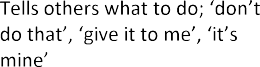 Tells others what to do; ‘don’t
do that’, ‘give it to me’, ‘it’s
mine’